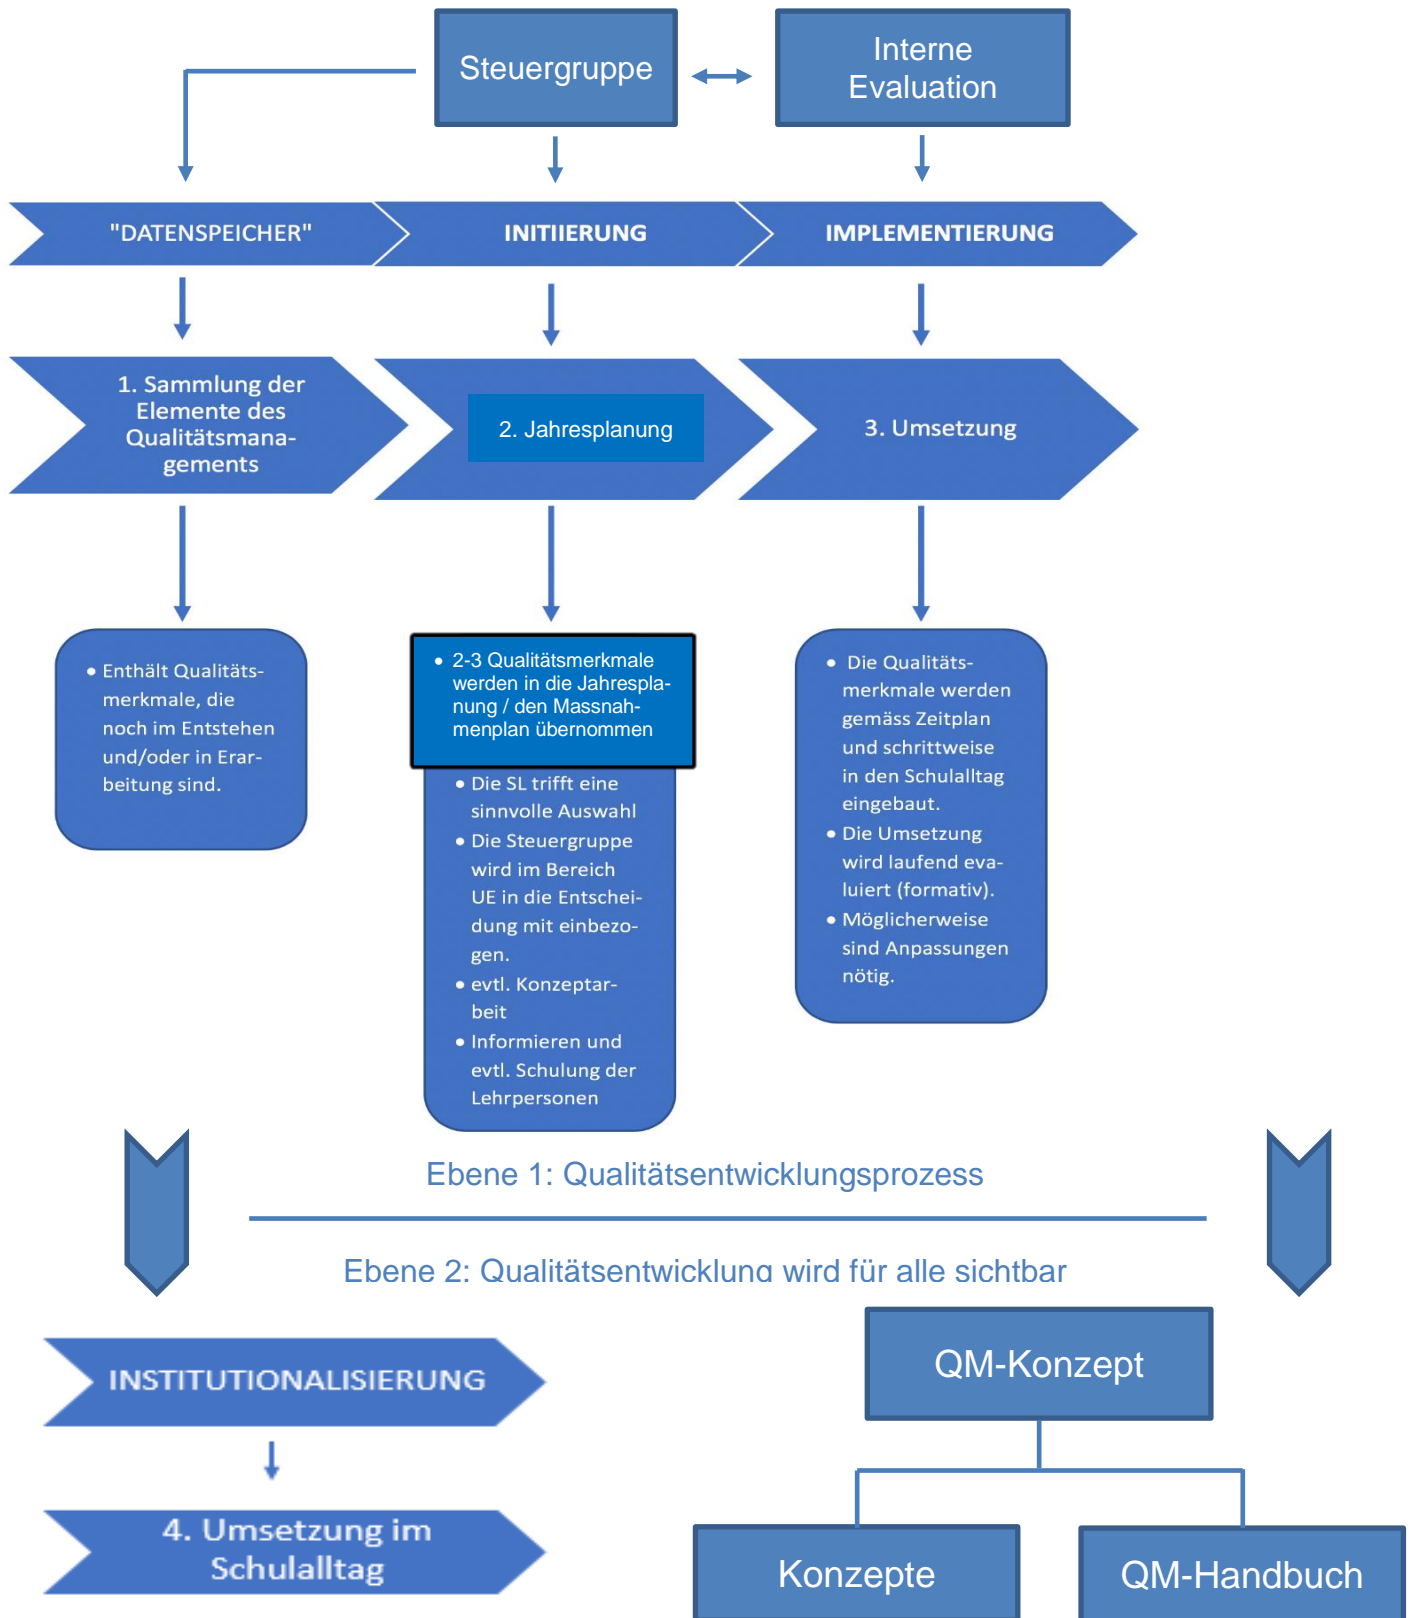 Steuergruppe
Interne
Evaluation
"DATENSPEICHER"
INITIIERUNG
IMPLEMENTIERUNG
1. Sammlung der
Elemente des
Qualitätsmana-
gements
2. Jahresplanung
3. Umsetzung
• Enthält Qualitäts-
merkmale, die
noch im Entstehen
und/oder in Erar-
beitung sind.
• 2-3 Qualitätsmerkmale
werden in die Jahrespla-
nung / den Massnah-
menplan übernommen
• Die SL trifft eine
sinnvolle Auswahl
• Die Steuergruppe
wird im Bereich
UE in die Entschei-
dung mit einbezo-
gen.
• evtl. Konzeptar-
beit
• Informieren und
evtl. Schulung der
Lehrpersonen
• Die Qualitäts-
merkmale werden
gemäss Zeitplan
und schrittweise
in den Schulalltag
eingebaut.
• Die Umsetzung
wird laufend eva-
luiert (formativ).
• Möglicherweise
sind Anpassungen
nötig.
Ebene 1: Qualitätsentwicklungsprozess
Ebene 2: Qualitätsentwicklung wird für alle sichtbar
INSTITUTIONALISIERUNG
4. Umsetzung im
Schulalltag
QM-Konzept
Konzepte
QM-Handbuch